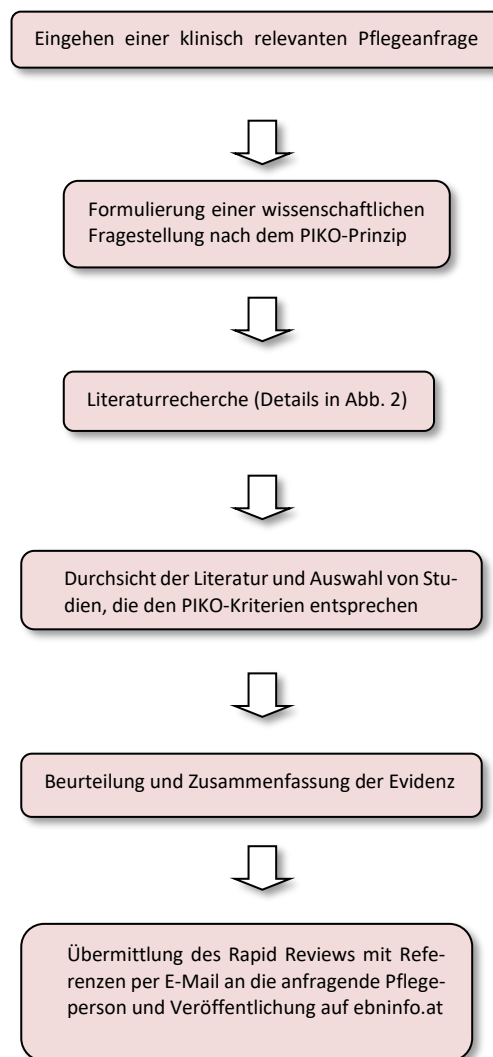 Eingehen einer klinisch relevanten Pflegeanfrage
Formulierung einer wissenschaftlichen
Fragestellung nach dem PIKO-Prinzip
Literaturrecherche (Details in Abb. 2)
Durchsicht der Literatur und Auswahl von Stu-
dien, die den PIKO-Kriterien entsprechen
Beurteilung und Zusammenfassung der Evidenz
Übermittlung des Rapid Reviews mit Refe-
renzen per E-Mail an die anfragende Pflege-
person und Veröffentlichung auf ebninfo.at